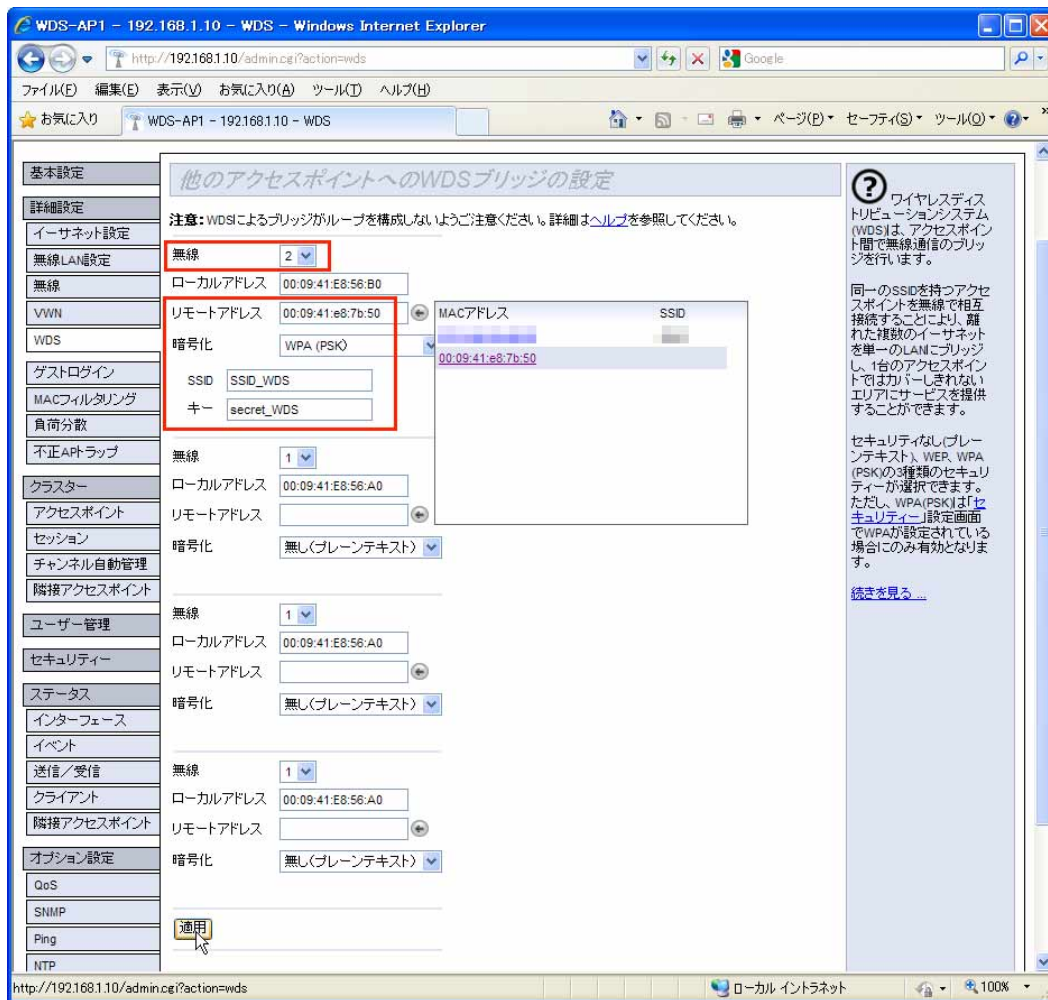 WDS-AP1 - 192.168.1.10 - WDS - Windows Internet Explorer
http://192.168.1.10/admin.cgi?action=wds
Google
ファイル(F) 編集(E) 表示(V) お気に入り(A) ツール(T) ヘルプ(H)
お気に入り
WDS-AP1 - 192.168.1.10 - WDS
ページ(P) セーフティ(S) ツール(O)
基本設定
詳細設定
イーサネット設定
無線LAN設定
無線
VWN
WDS
ゲストログイン
MACフィルタリング
負荷分散
不正APトラップ
クラスター
アクセスポイント
セッション
チャンネル自動管理
隣接アクセスポイント
ユーザー管理
セキュリティー
ステータス
インターフェース
イベント
送信/受信
クライアント
隣接アクセスポイント
オプション設定
QoS
SNMP
Ping
NTP
他のアクセスポイントへのWDSブリッジの設定
注意:WDSによるブリッジがループを構成しないようご注意ください。詳細はヘルプを参照してください。
無線 2
ローカルアドレス 00:09:41:E8:56:B0
リモートアドレス 00:09:41:e8:7b:50
暗号化 WPA (PSK)
SSID SSID_WDS
キー secret_WDS
MACアドレス SSID
00:09:41:e8:7b:50
無線 1
ローカルアドレス 00:09:41:E8:56:A0
リモートアドレス
暗号化 無し(プレーンテキスト)
無線 1
ローカルアドレス 00:09:41:E8:56:A0
リモートアドレス
暗号化 無し(プレーンテキスト)
無線 1
ローカルアドレス 00:09:41:E8:56:A0
リモートアドレス
暗号化 無し(プレーンテキスト)
適用
ワイヤレスディス
トリビューションシステム
(WDS)は、アクセスポイン
ト間で無線通信のブリッ
ジを行います。
同一のSSIDを持つアクセ
スポイントを無線で相互
接続することにより、離
れた複数のイーサネット
を単一のLANにブリッジ
し、1台のアクセスポイン
トではカバーしきれない
エリアにサービスを提供
することができます。
セキュリティなし(プレー
ンテキスト)、WEP、WPA
(PSK)の3種類のセキュリ
ティーが選択できます。
ただし、WPA(PSK)は「セ
キュリティー」設定画面
でWPAが設定されている
場合にのみ有効となりま
す。
続きを見る ...
http://192.168.1.10/admin.cgi?action=wds
ローカル イントラネット
100%